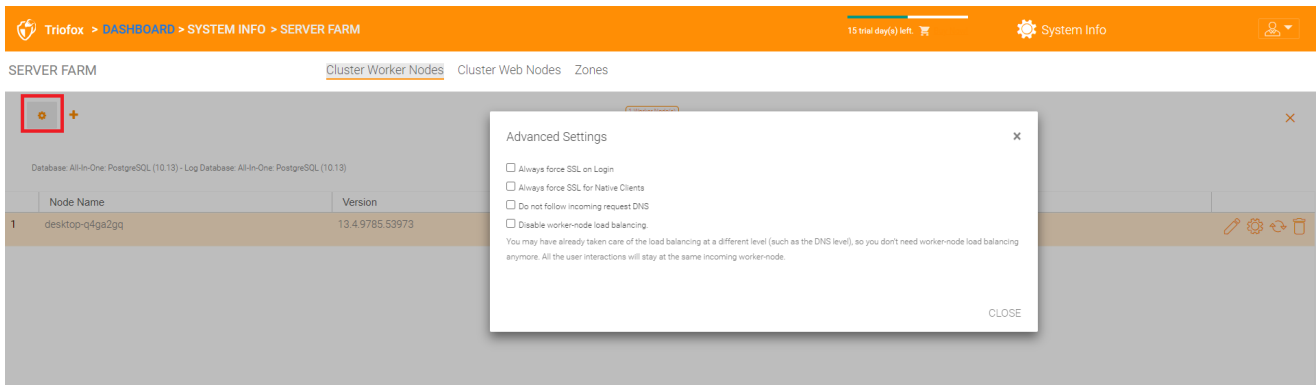 Triofox > DASHBOARD > SYSTEM INFO > SERVER FARM
15 trial day(s) left.
System Info
SERVER FARM
Cluster Worker Nodes Cluster Web Nodes Zones
Advanced Settings
Always force SSL on Login
Database: All-In-One: PostgreSQL (10.13) - Log Database: All-In-One: PostgreSQL (10.13)
Always force SSL for Native Clients
Do not follow incoming request DNS
Node Name Version
1 desktop-q4ga2gq 13.4.9785.53973
Disable worker-node load balancing.
You may have already taken care of the load balancing at a different level (such as the DNS level), so you don't need worker-node load balancing
anymore. All the user interactions will stay at the same incoming worker-node.
CLOSE